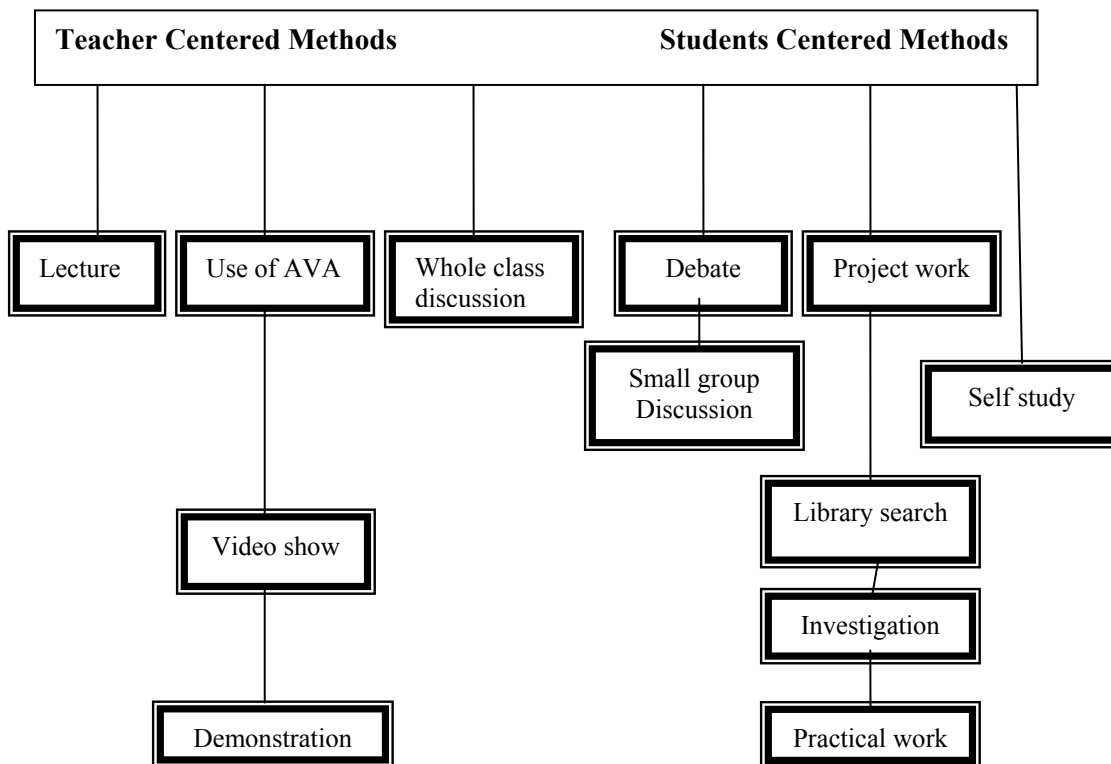 Teacher Centered Methods
Students Centered Methods
Lecture
Use of AVA
Whole class
discussion
Debate
Project work
Small group
Discussion
Self study
Library search
Video show
Investigation
Demonstration
Practical work